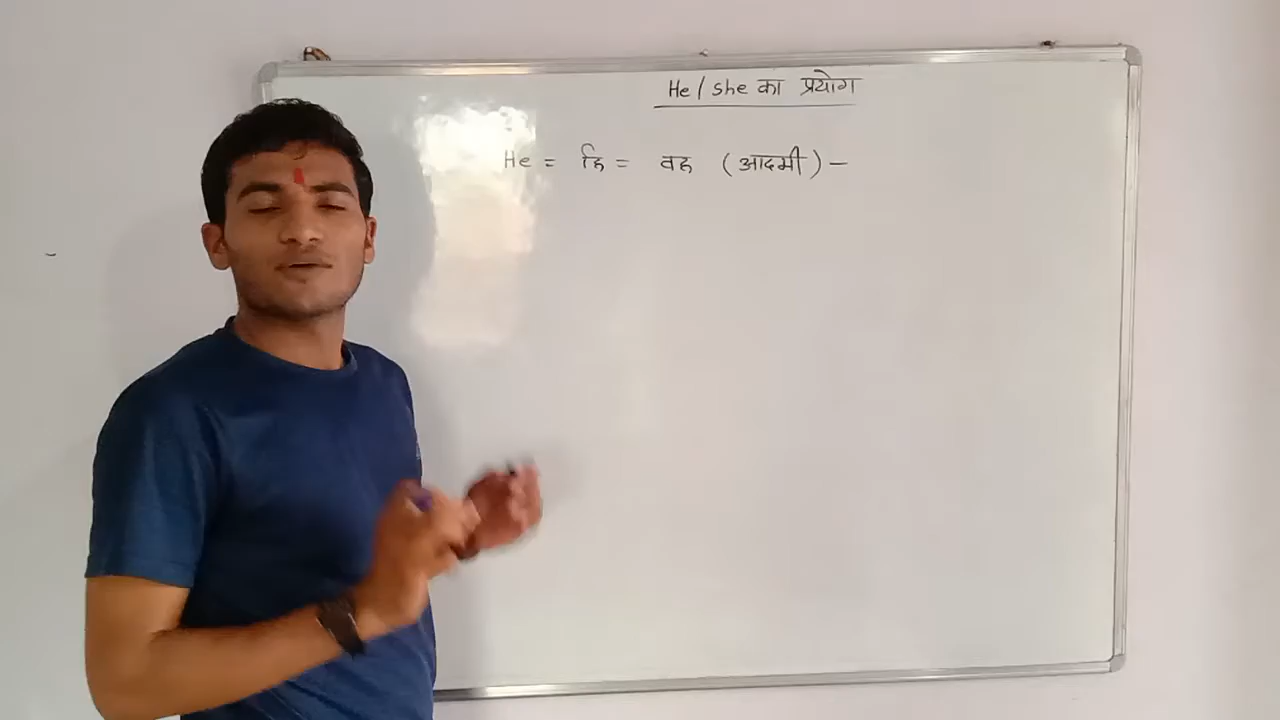 He/she का प्रयोग
He = हि = वह (आदमी) –